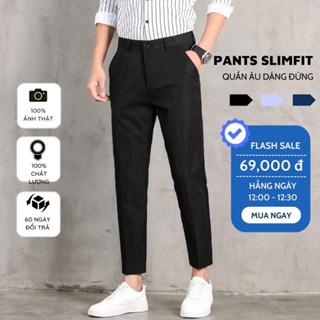 PANTS SLIMFIT
QUẦN ÂU DÁNG ĐỨNG
100%
ẢNH THẬT
100%
CHẤT
LƯỢNG
60 NGÀY
ĐỔI TRẢ
FLASH SALE
69.000 đ
HÀNG NGÀY
12:00 - 12:30
MUA NGAY